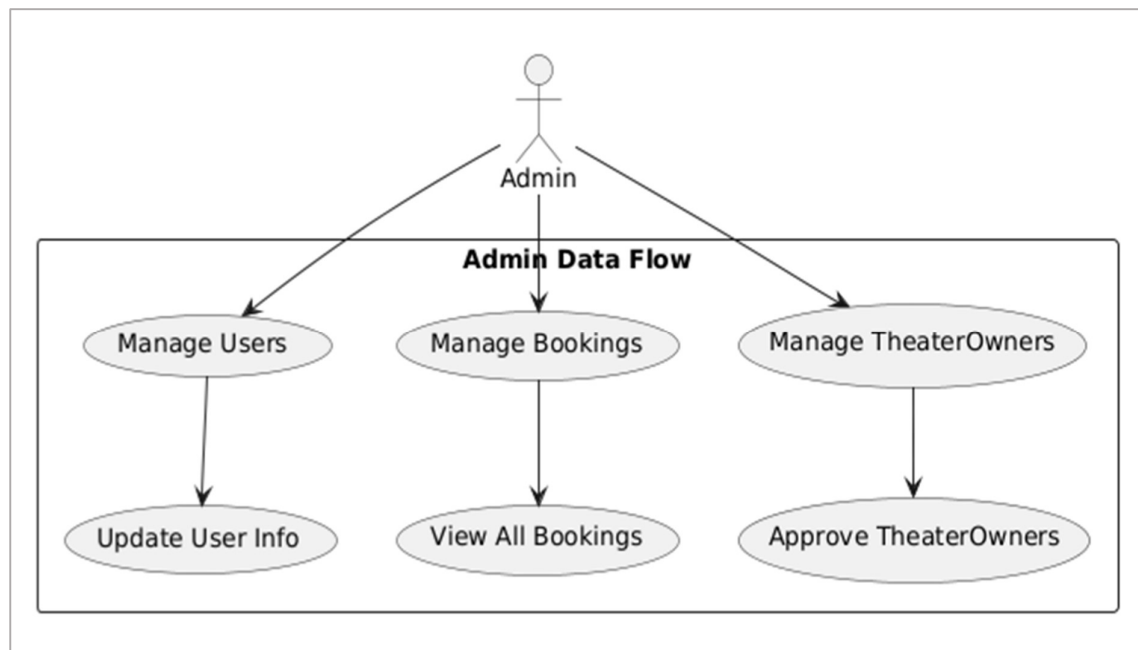 Admin
Admin Data Flow
Manage Users
Manage Bookings
Manage TheaterOwners
Update User Info
View All Bookings
Approve TheaterOwners